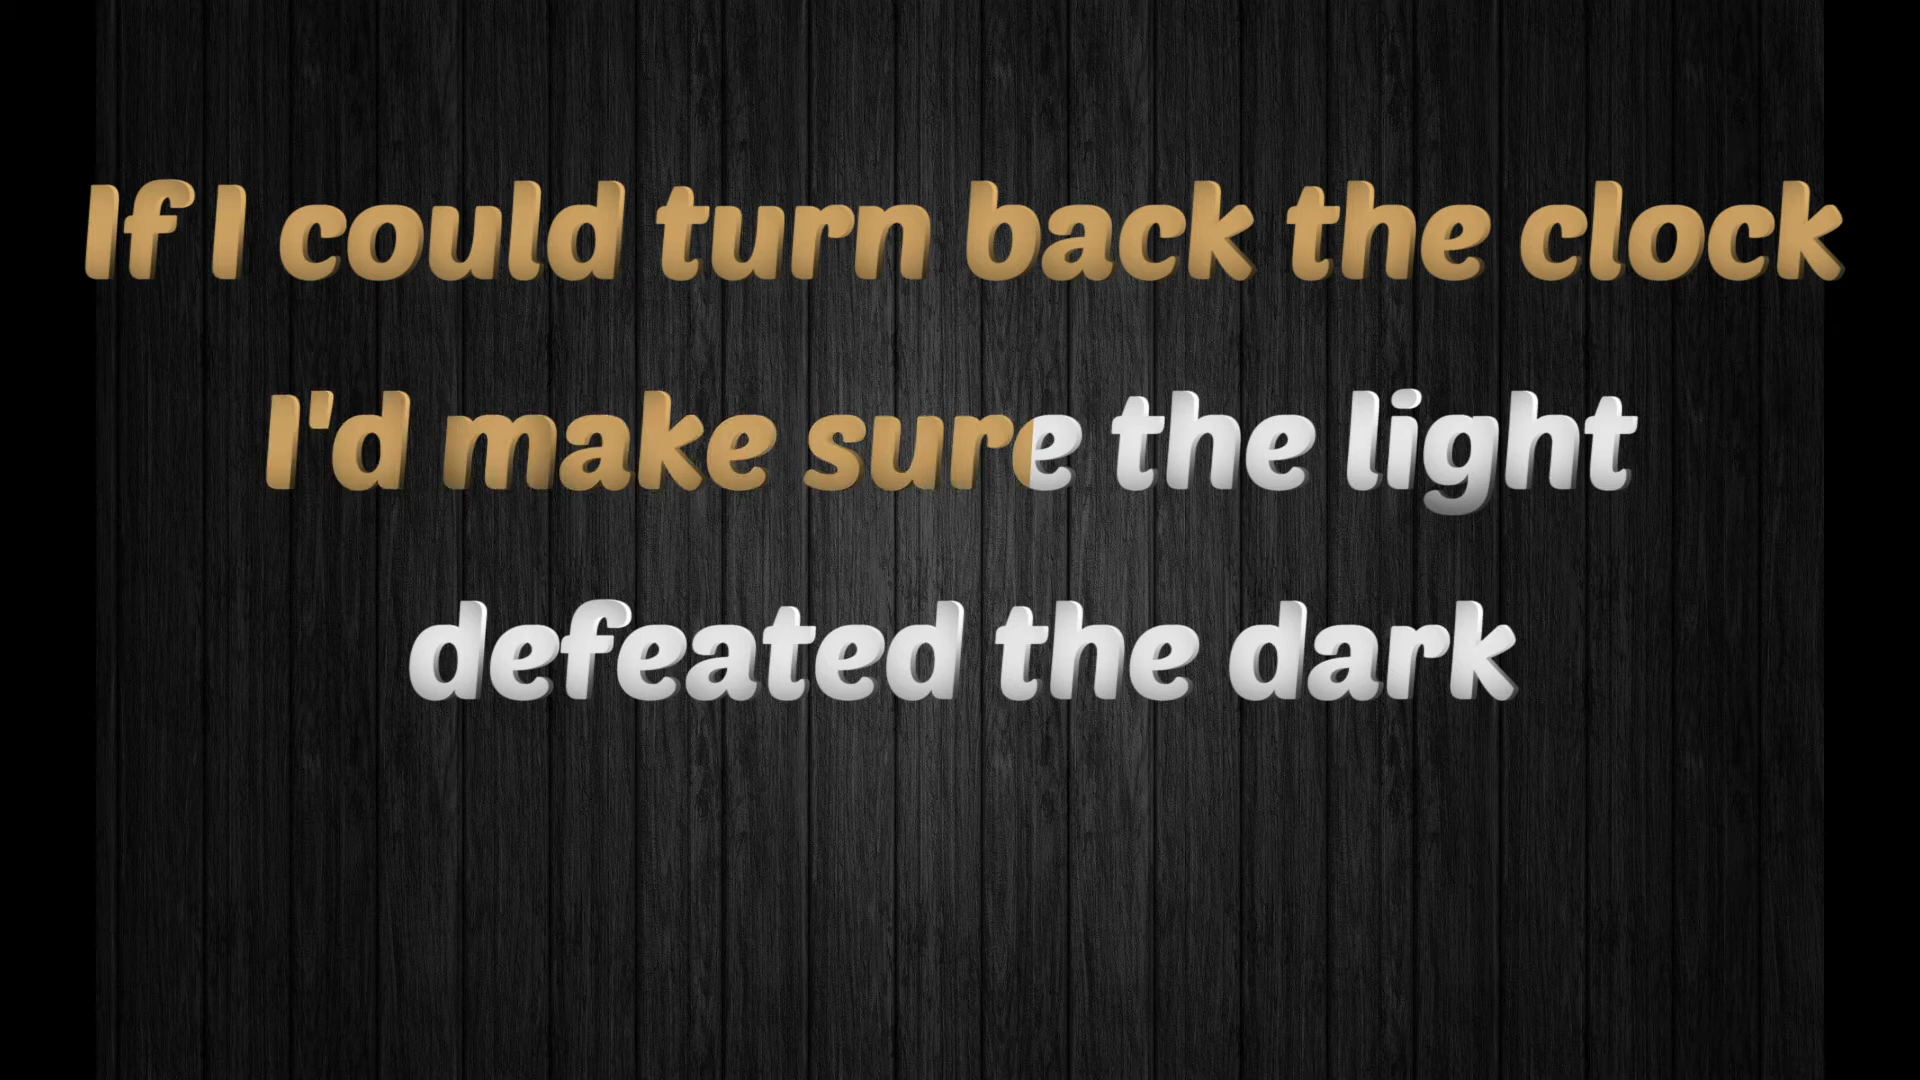 If I could turn back the clock
I'd make sure the light
defeated the dark